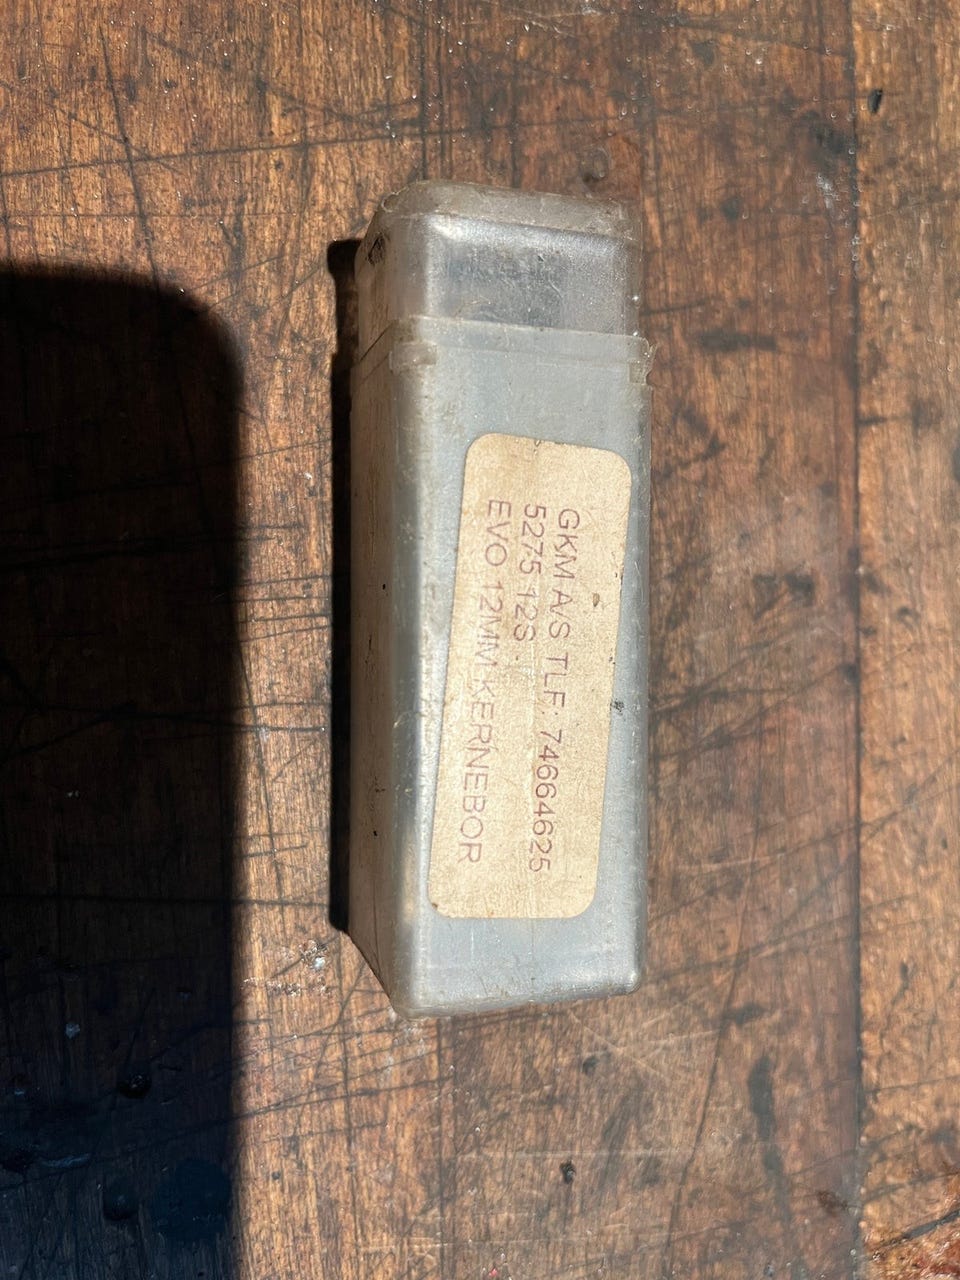 GKM A/S TLF: 74664625
5275 12S
EVO 12MM KERNEBOR